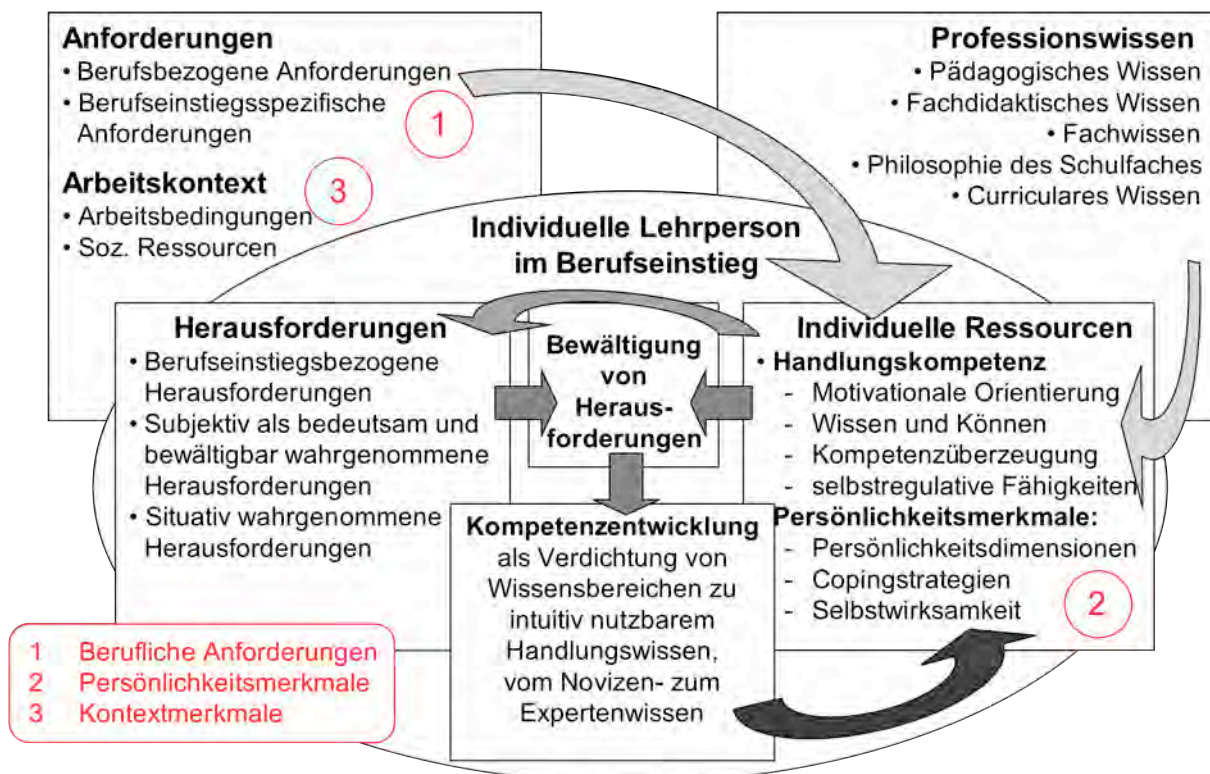 Anforderungen
• Berufsbezogene Anforderungen
• Berufseinstiegsspezifische
Anforderungen
1
Arbeitskontext
3
• Arbeitsbedingungen
• Soz. Ressourcen
Professionswissen
• Pädagogisches Wissen
• Fachdidaktisches Wissen
• Fachwissen
• Philosophie des Schulfaches
• Curriculares Wissen
Individuelle Lehrperson
im Berufseinstieg
Herausforderungen
• Berufseinstiegsbezogene
Herausforderungen
• Subjektiv als bedeutsam und
bewältigbar wahrgenommene
Herausforderungen
• Situativ wahrgenommene
Herausforderungen
Bewältigung
von
Heraus-
forderungen
Individuelle Ressourcen
• Handlungskompetenz
- Motivationale Orientierung
- Wissen und Können
- Kompetenzüberzeugung
- selbstregulative Fähigkeiten
Persönlichkeitsmerkmale:
- Persönlichkeitsdimensionen
- Copingstrategien
- Selbstwirksamkeit
2
Kompetenzentwicklung
als Verdichtung von
Wissensbereichen zu
intuitiv nutzbarem
Handlungswissen,
vom Novizen- zum
Expertenwissen
1 Berufliche Anforderungen
2 Persönlichkeitsmerkmale
3 Kontextmerkmale